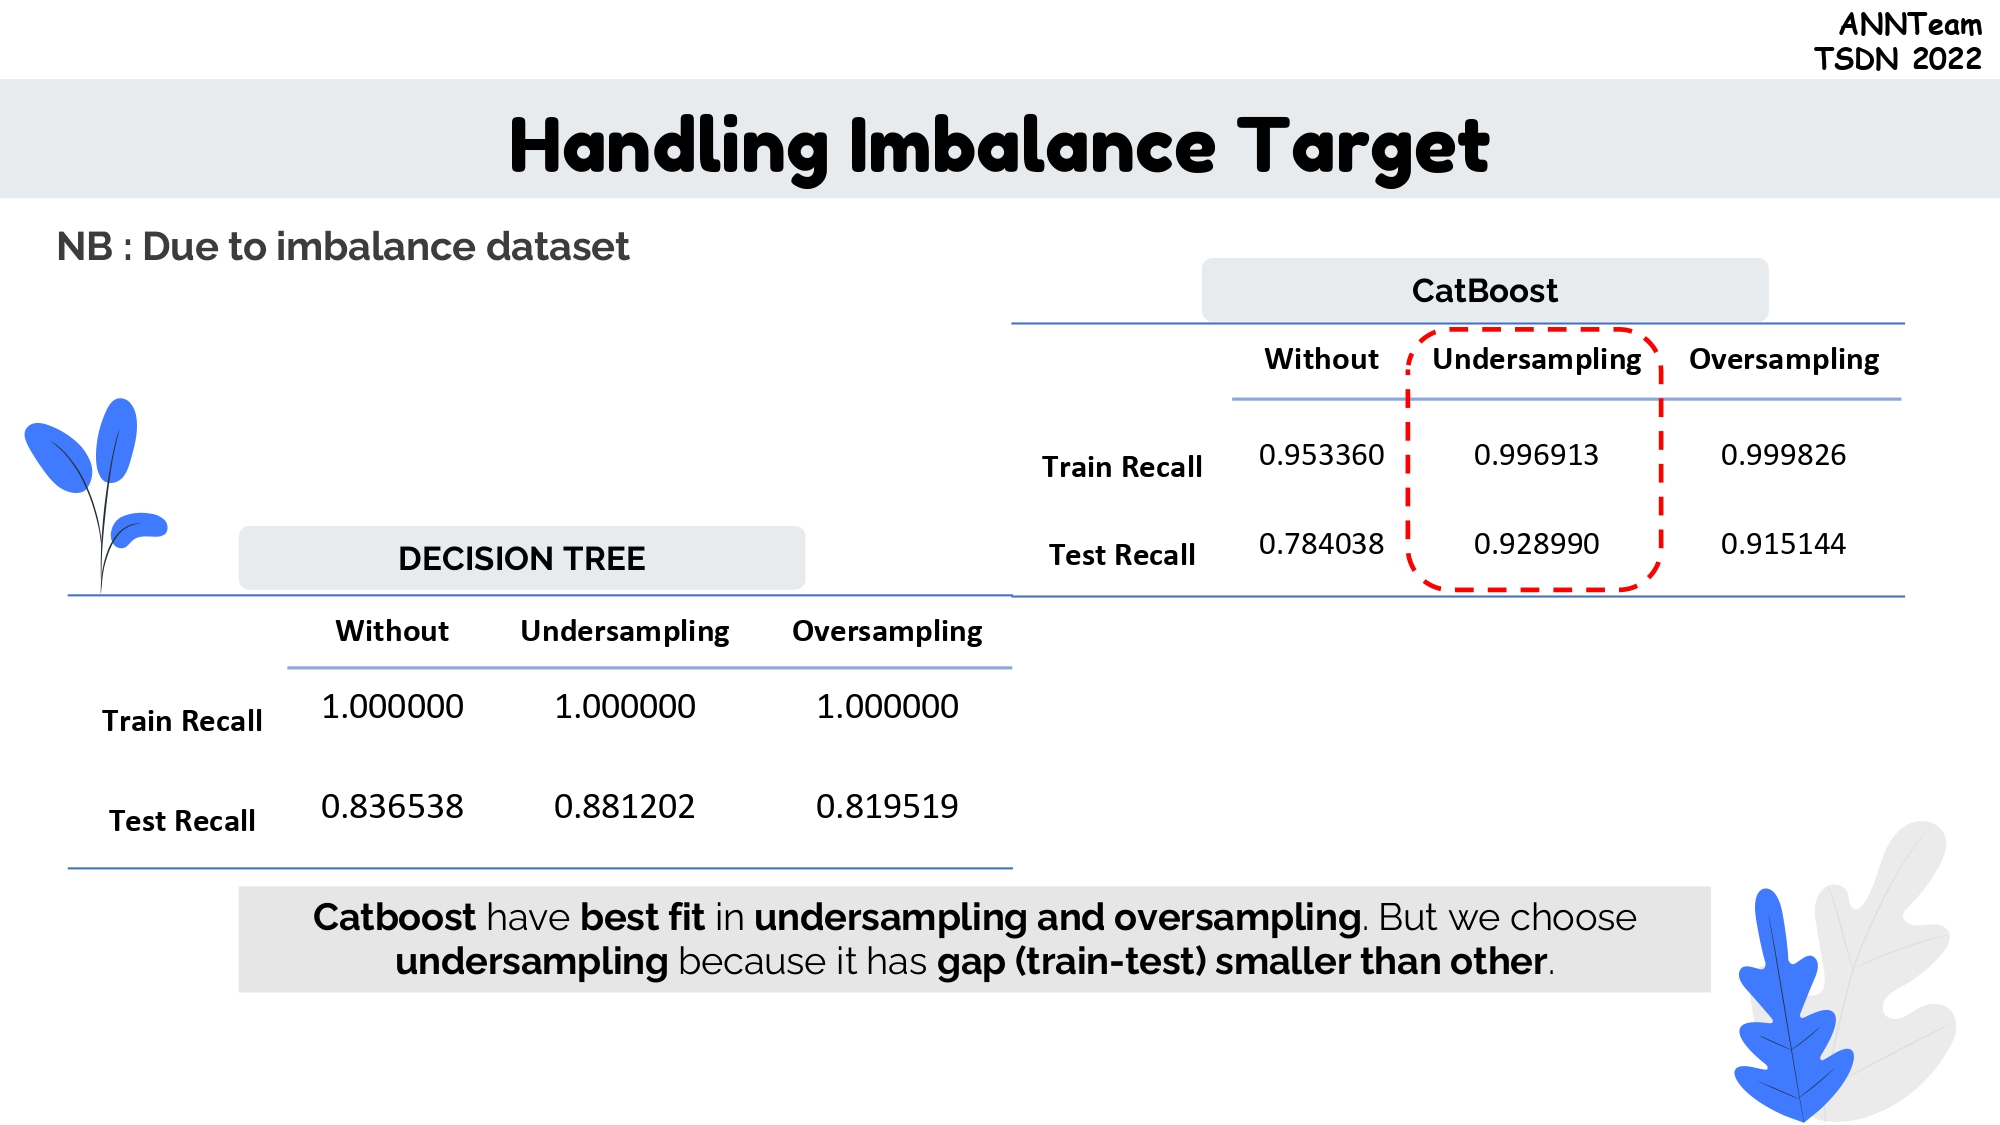 ANNTeam
TSDN 2022
Handling Imbalance Target
NB : Due to imbalance dataset
CatBoost
Without Undersampling Oversampling
Train Recall 0.953360 0.996913 0.999826
Test Recall 0.784038 0.928990 0.915144
DECISION TREE
Without Undersampling Oversampling
Train Recall 1.000000 1.000000 1.000000
Test Recall 0.836538 0.881202 0.819519
Catboost have best fit in undersampling and oversampling. But we choose
undersampling because it has gap (train-test) smaller than other.